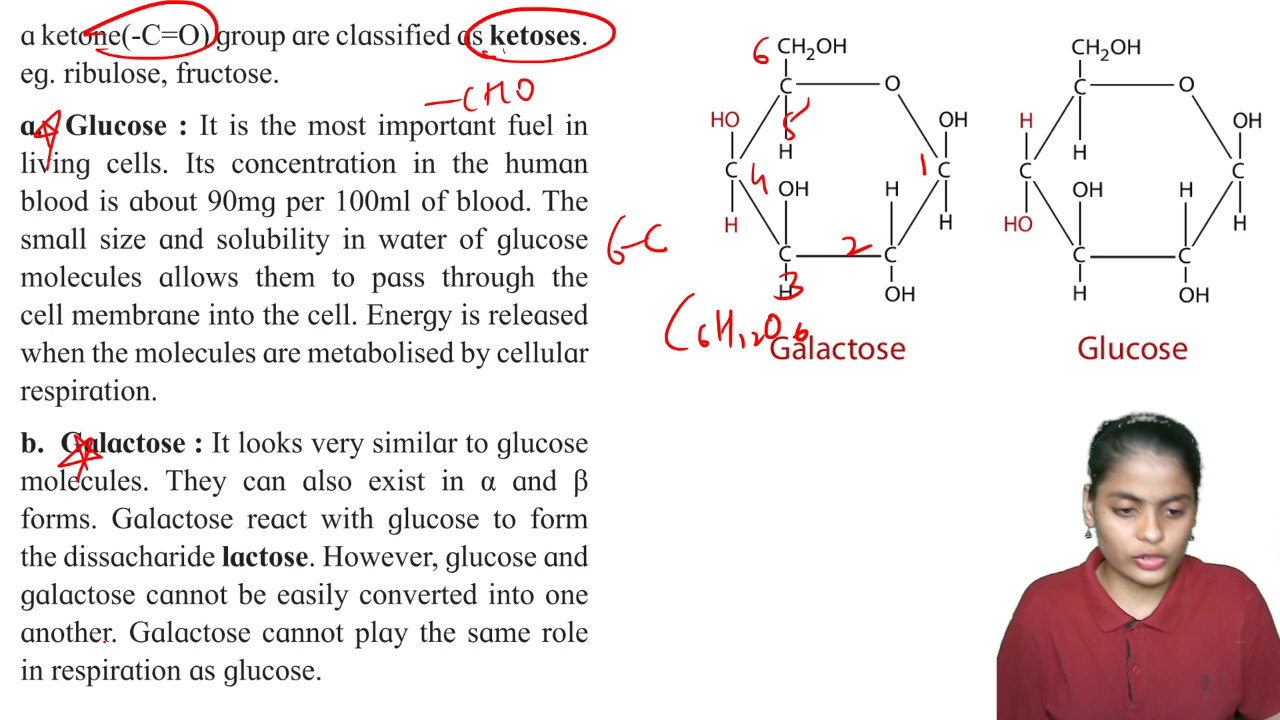 a ketone(-C=O) group are classified as ketoses.
eg. ribulose, fructose.
—CHO
a. Glucose : It is the most important fuel in
living cells. Its concentration in the human
blood is about 90mg per 100ml of blood. The
small size and solubility in water of glucose
molecules allows them to pass through the
cell membrane into the cell. Energy is released
when the molecules are metabolised by cellular
respiration.
b. Galactose : It looks very similar to glucose
molecules. They can also exist in α and β
forms. Galactose react with glucose to form
the dissacharide lactose. However, glucose and
galactose cannot be easily converted into one
another. Galactose cannot play the same role
in respiration as glucose.
6 CH₂OH
C O
5
HO OH
H
C 4 1 C
OH H
H H
6-C
C 2 C
3
H OH
C₆H₁₂O₆
Galactose
CH₂OH
C O
H OH
H
C C
OH H
HO H
C C
H OH
Glucose